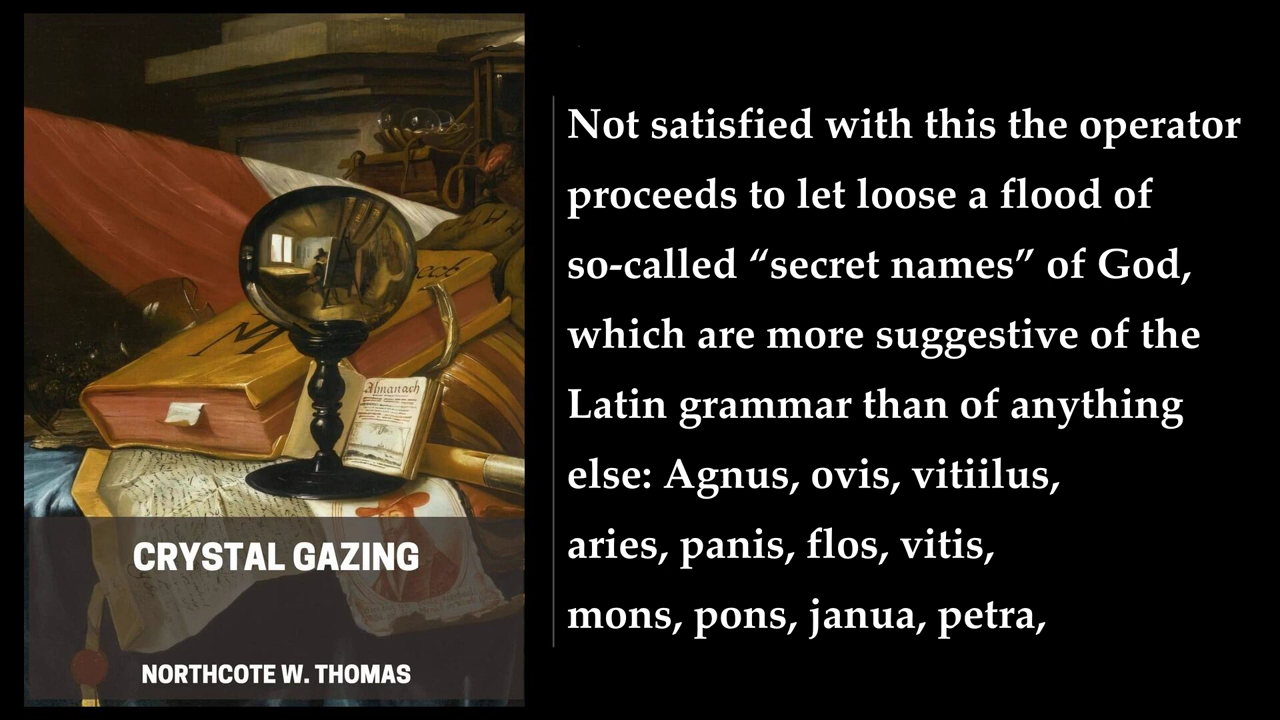 Not satisfied with this the operator
proceeds to let loose a flood of
so-called “secret names” of God,
which are more suggestive of the
Latin grammar than of anything
else: Agnus, ovis, vitiilus,
aries, panis, flos, vitis,
mons, pons, janua, petra,
M
Almanach
CRYSTAL GAZING
NORTHCOTE W. THOMAS